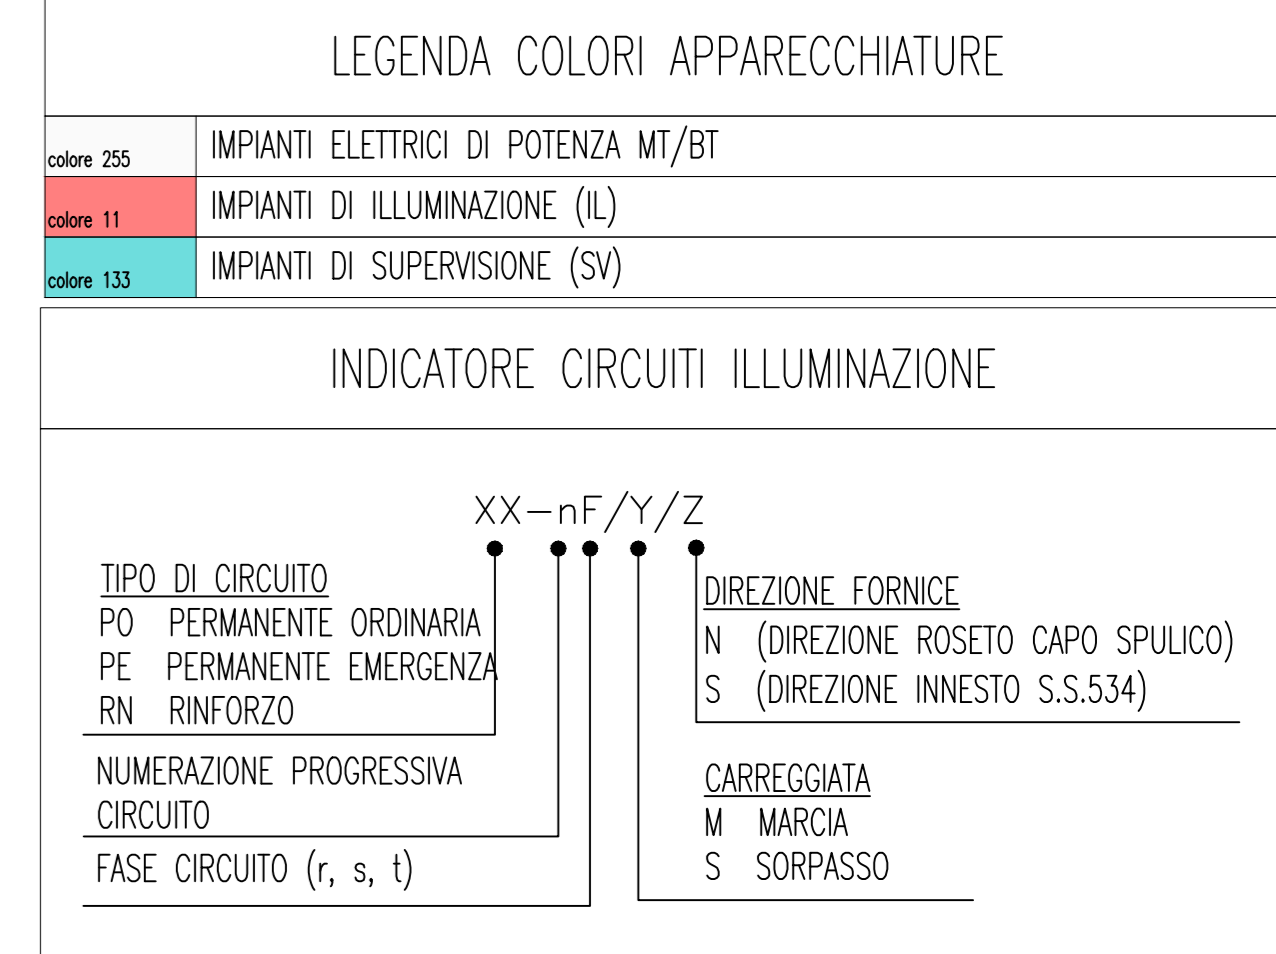 LEGENDA COLORI APPARECCHIATURE
colore 255 IMPIANTI ELETTRICI DI POTENZA MT/BT
colore 11 IMPIANTI DI ILLUMINAZIONE (IL)
colore 133 IMPIANTI DI SUPERVISIONE (SV)
INDICATORE CIRCUITI ILLUMINAZIONE
XX-nF/Y/Z
TIPO DI CIRCUITO
PO PERMANENTE ORDINARIA
PE PERMANENTE EMERGENZA
RN RINFORZO
NUMERAZIONE PROGRESSIVA
CIRCUITO
FASE CIRCUITO (r, s, t)
DIREZIONE FORNICE
N (DIREZIONE ROSETO CAPO SPULICO)
S (DIREZIONE INNESTO S.S.534)
CARREGGIATA
M MARCIA
S SORPASSO